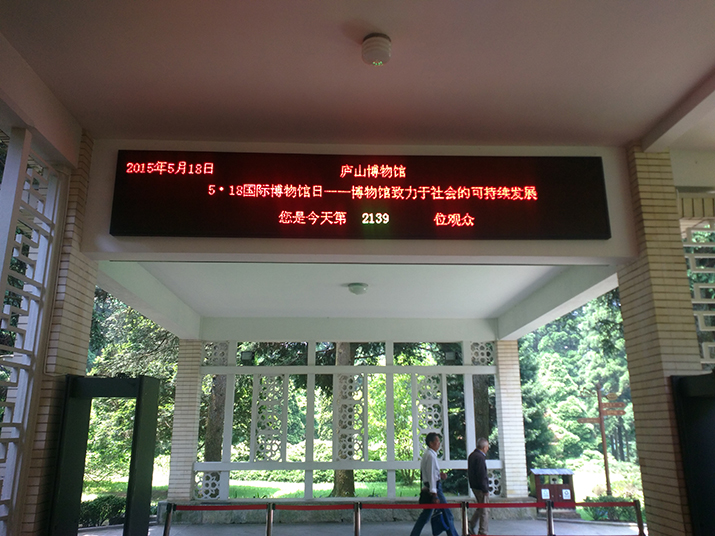 2015年5月18日 庐山博物馆
5·18国际博物馆日——博物馆致力于社会的可持续发展
您是今天第 2139 位观众